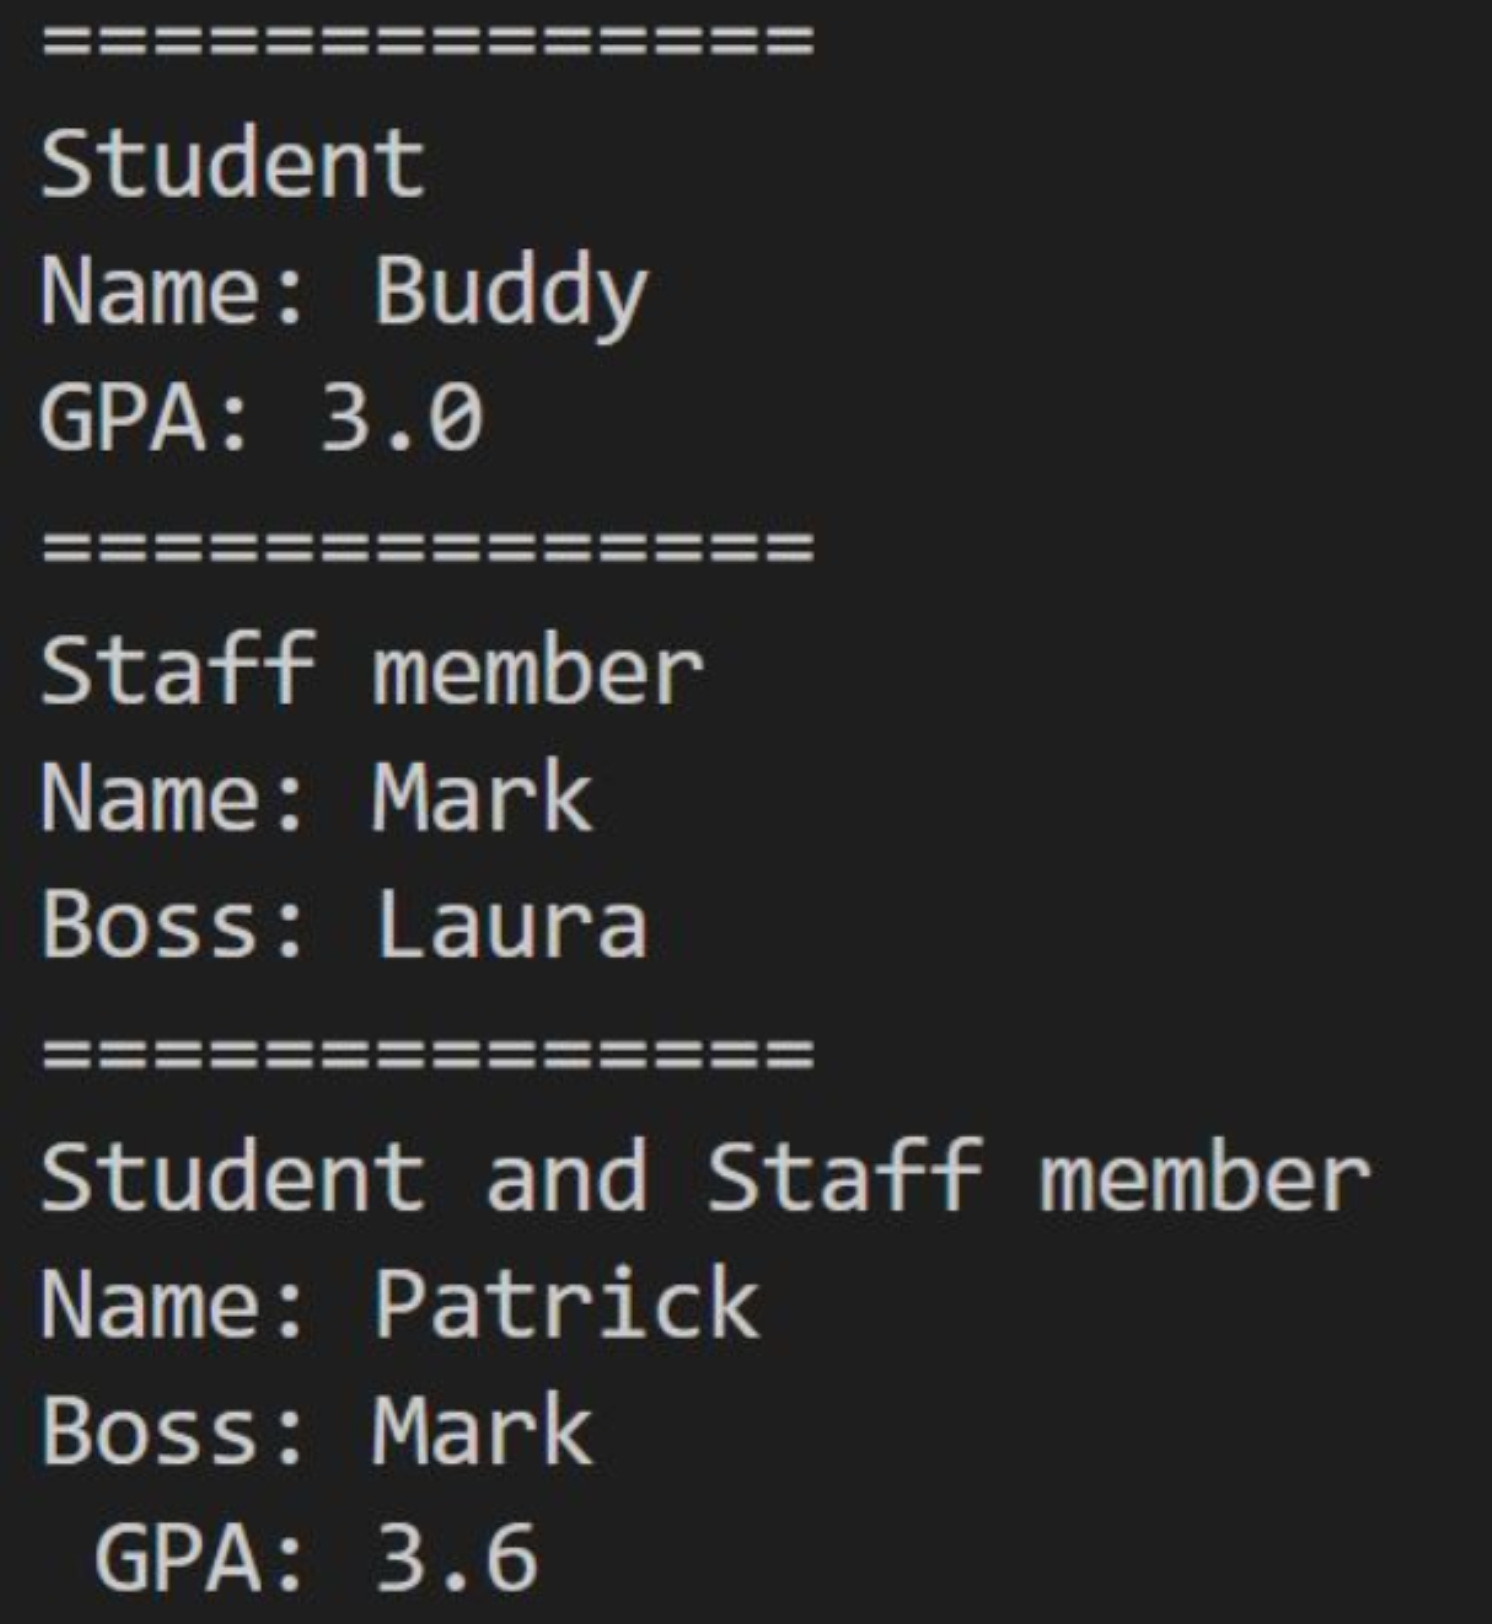 ==============
Student
Name: Buddy
GPA: 3.0
==============
Staff member
Name: Mark
Boss: Laura
==============
Student and Staff member
Name: Patrick
Boss: Mark
 GPA: 3.6